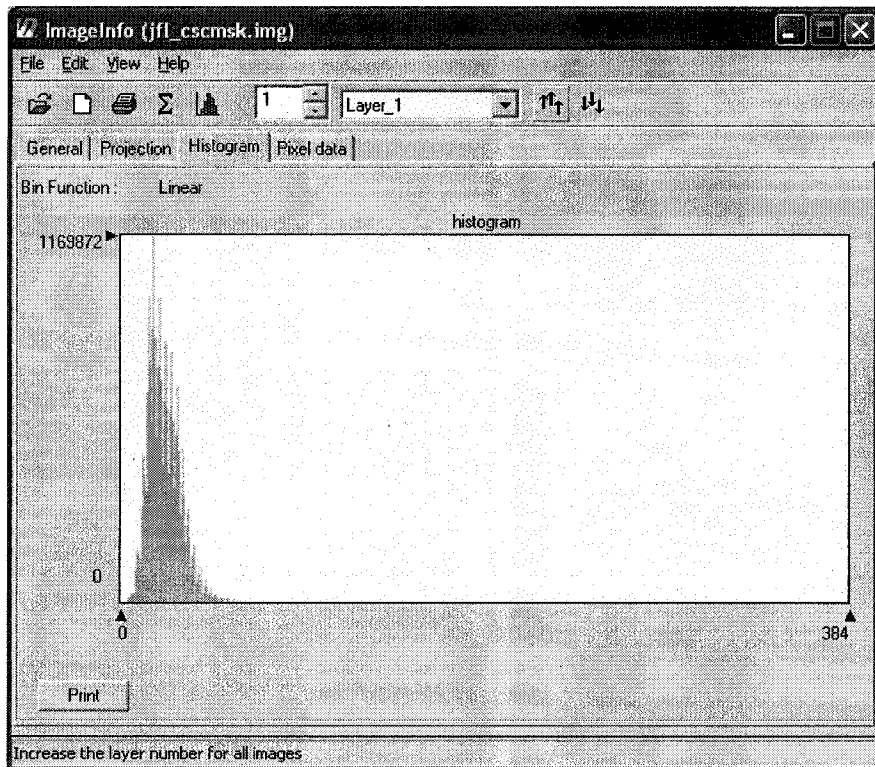 ImageInfo (jfl_cscmsk.img)
File Edit View Help
Σ 1 Layer_1
General Projection Histogram Pixel data
Bin Function : Linear
histogram
1169872
0
0 384
Print
Increase the layer number for all images